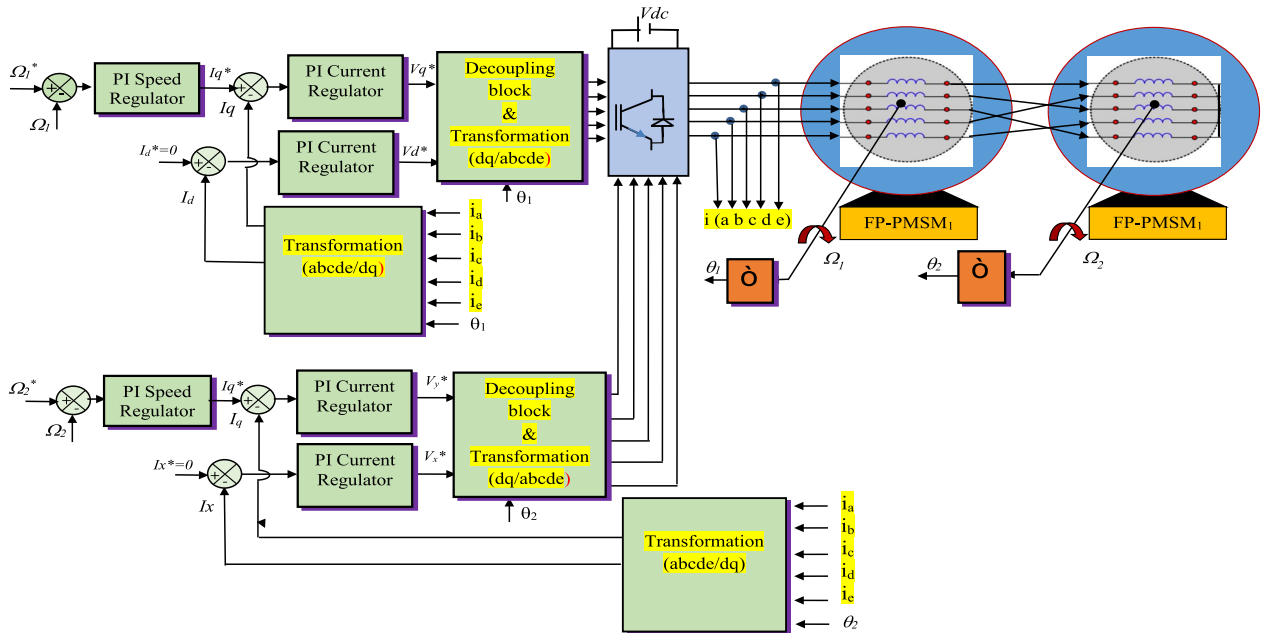 Vdc
Ω1*
PI Speed
Regulator
Iq*
Iq
Ω1
PI Current
Regulator
Vq*
Decoupling
block
&
Transformation
(dq/abcde)
θ1
Id*=0
Id
PI Current
Regulator
Vd*
Transformation
(abcde/dq)
ia
ib
ic
id
ie
θ1
i (a b c d e)
FP-PMSM1
FP-PMSM1
Ω1
Ω2
θ1
Ò
θ2
Ò
Ω2*
PI Speed
Regulator
Iq*
Iq
Ω2
PI Current
Regulator
Vy*
Decoupling
block
&
Transformation
(dq/abcde)
θ2
Ix*=0
Ix
PI Current
Regulator
Vx*
Transformation
(abcde/dq)
ia
ib
ic
id
ie
θ2